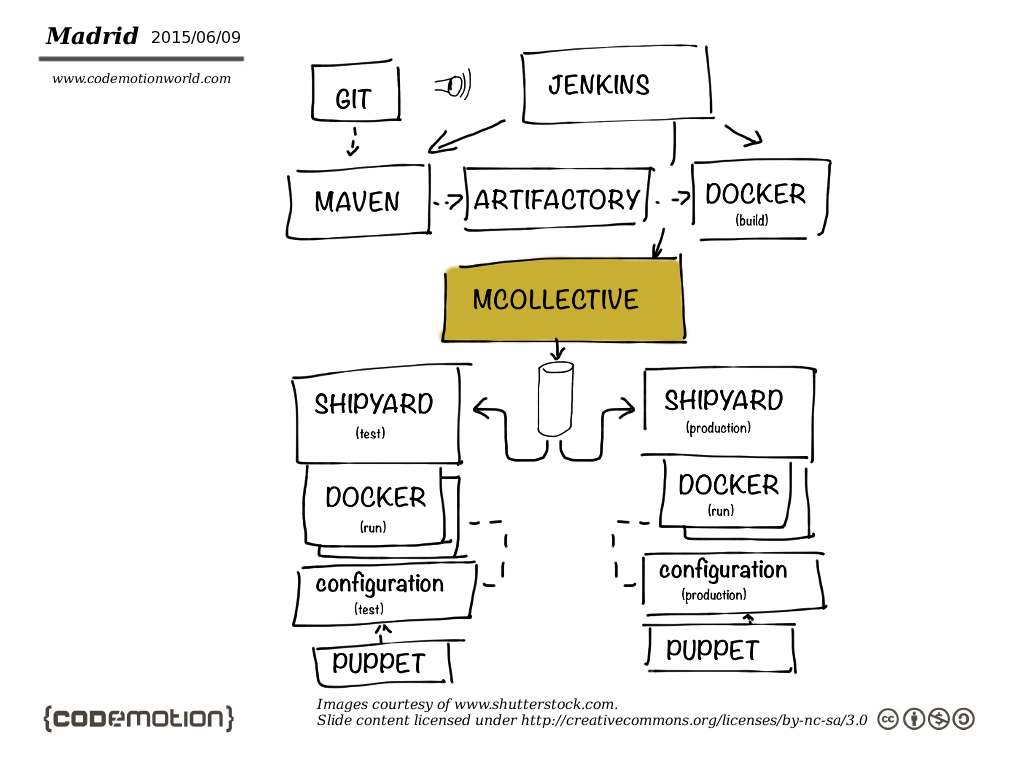 Madrid 2015/06/09
www.codemotionworld.com
GIT
JENKINS
MAVEN
ARTIFACTORY
DOCKER
(build)
MCOLLECTIVE
SHIPYARD
(test)
SHIPYARD
(production)
DOCKER
(run)
DOCKER
(run)
configuration
(test)
configuration
(production)
PUPPET
PUPPET
{codemotion}
Images courtesy of www.shutterstock.com.
Slide content licensed under http://creativecommons.org/licenses/by-nc-sa/3.0
cc